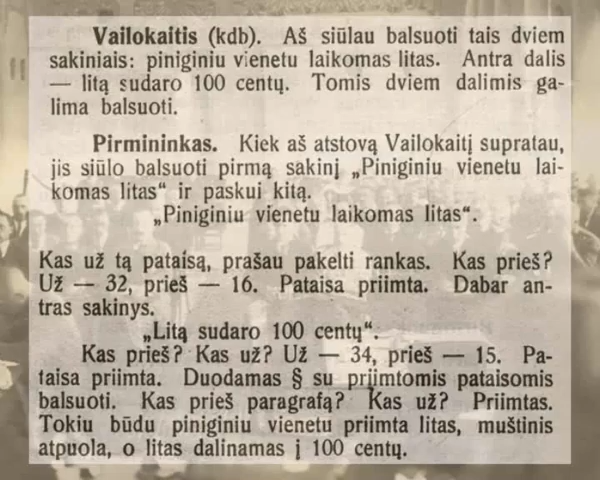 Vailokaitis (kdb). Aš siūlau balsuoti tais dviem
sakiniais: piniginiu vienetu laikomas litas. Antra dalis
— litą sudaro 100 centų. Tomis dviem dalimis ga-
lima balsuoti.
Pirmininkas. Kiek aš atstovą Vailokaitį supratau,
jis siūlo balsuoti pirmą sakinį „Piniginiu vienetu lai-
komas litas“ ir paskui kitą.
„Piniginiu vienetu laikomas litas“.
Kas už tą pataisą, prašau pakelti rankas. Kas prieš?
Už — 32, prieš — 16. Pataisa priimta. Dabar an-
tras sakinys.
„Litą sudaro 100 centų“.
Kas prieš? Kas už? Už — 34, prieš — 15. Pa-
taisa priimta. Duodamas § su priimtomis pataisomis
balsuoti. Kas prieš paragrafą? Kas už? Priimtas.
Tokiu būdu piniginiu vienetu priimta litas, muštinis
atpuola, o litas dalinamas į 100 centų.